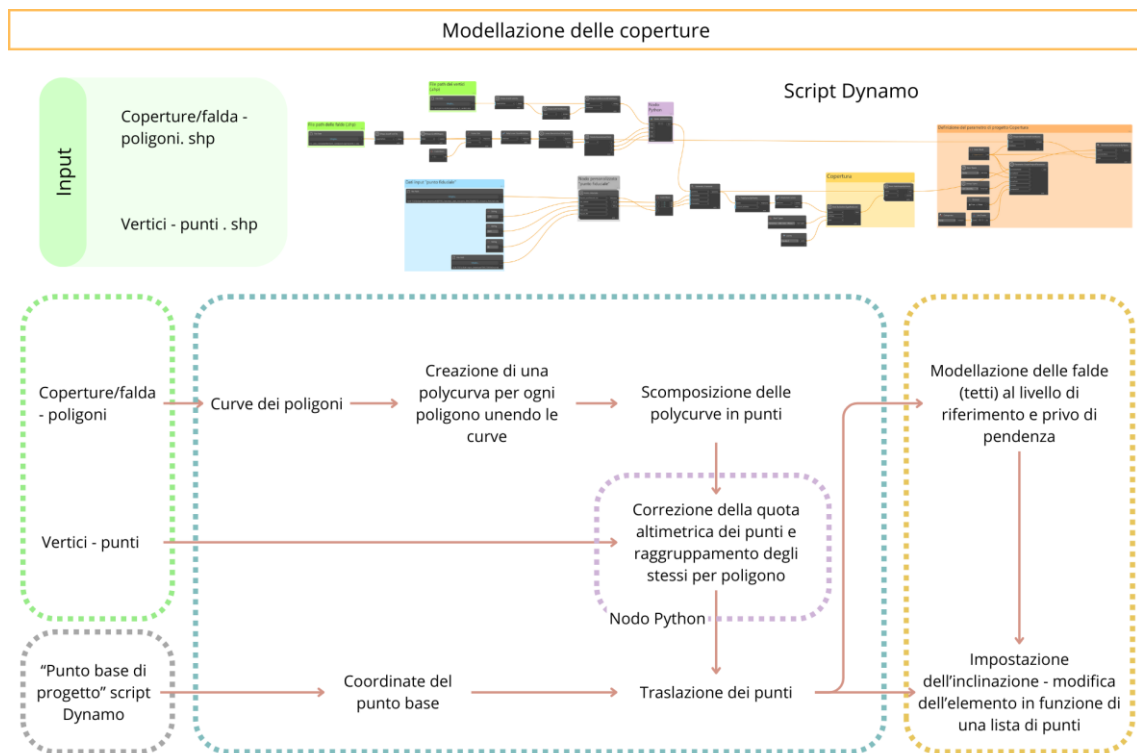 Modellazione delle coperture
Input
Coperture/falda -
poligoni. shp
Vertici - punti . shp
Script Dynamo
Nodo
Python
Copertura
Coperture/falda
- poligoni
Curve dei poligoni
Creazione di una
polycurva per ogni
poligono unendo le
curve
Scomposizione delle
polycurve in punti
Modellazione delle falde
(tetti) al livello di
riferimento e privo di
pendenza
Vertici - punti
Correzione della quota
altimetrica dei punti e
raggruppamento degli
stessi per poligono
Nodo Python
“Punto base di
progetto” script
Dynamo
Coordinate del
punto base
Traslazione dei punti
Impostazione
dell’inclinazione - modifica
dell’elemento in funzione di
una lista di punti